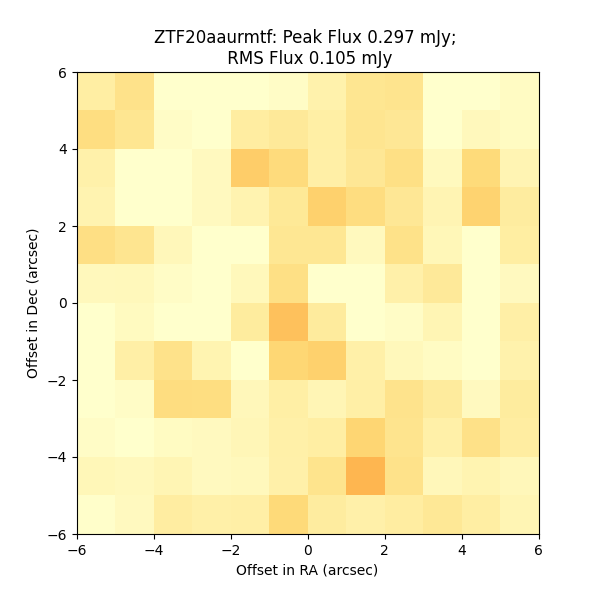 ZTF20aaurmtf: Peak Flux 0.297 mJy;
RMS Flux 0.105 mJy
6
4
2
0
−2
−4
−6
Offset in Dec (arcsec)
−6 −4 −2 0 2 4 6
Offset in RA (arcsec)